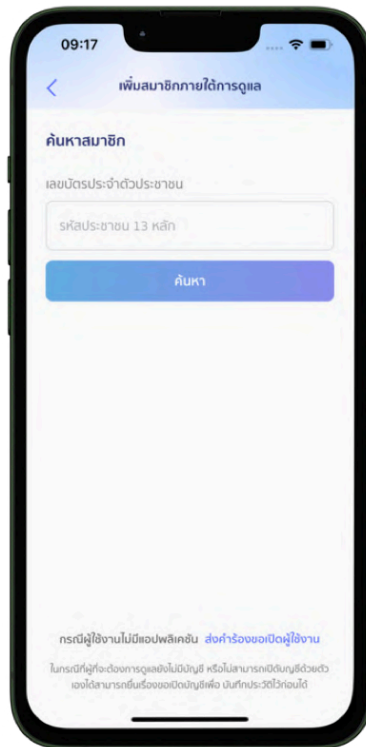 09:17
เพิ่มสมาชิกภายใต้การดูแล
ค้นหาสมาชิก
เลขบัตรประจำตัวประชาชน
รหัสประชาชน 13 หลัก
ค้นหา
กรณีผู้ใช้งานไม่มีแอปพลิเคชัน ส่งคำร้องขอเปิดผู้ใช้งาน
ในกรณีที่ผู้ที่จะต้องการดูแลยังไม่มีบัญชี หรือไม่สามารถเปิดบัญชีด้วยตัว
เองได้สามารถยื่นเรื่องขอเปิดบัญชีเพื่อ บันทึกประวัติไว้ก่อนได้